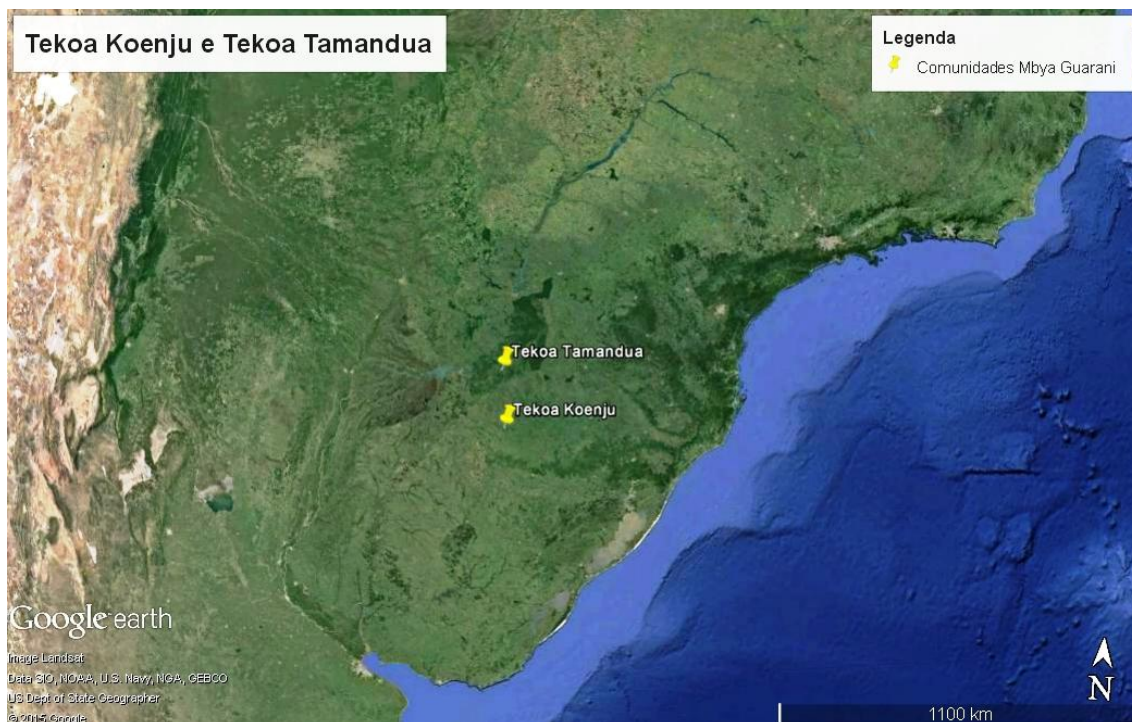 Tekoa Koenju e Tekoa Tamandua
Legenda
Comunidades Mbya Guarani
Tekoa Tamandua
Tekoa Koenju
Google earth
Image Landsat
Data SIO, NOAA, U.S. Navy, NGA, GEBCO
US Dept of State Geographer
© 2015 Google
N
1100 km